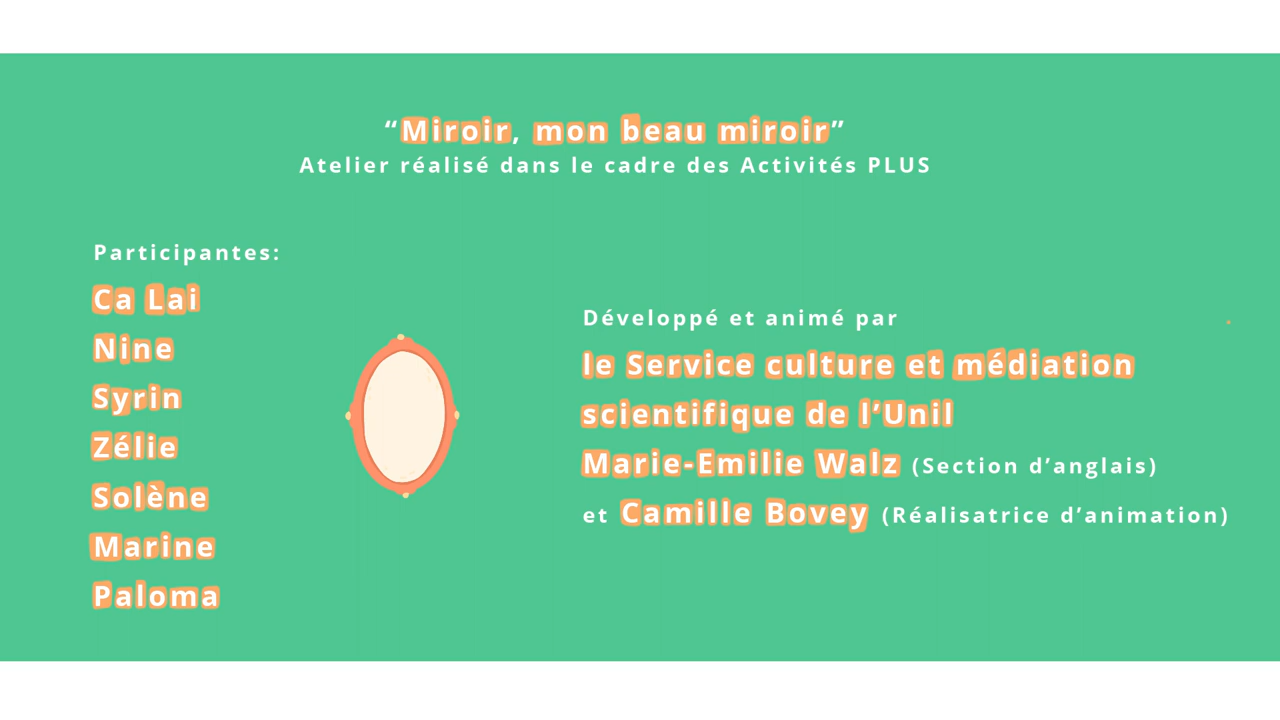 “Miroir, mon beau miroir”
Atelier réalisé dans le cadre des Activités PLUS
Participantes:
Ca Lai
Nine
Syrin
Zélie
Solène
Marine
Paloma
Développé et animé par
le Service culture et médiation
scientifique de l’Unil
Marie-Emilie Walz (Section d’anglais)
et Camille Bovey (Réalisatrice d’animation)